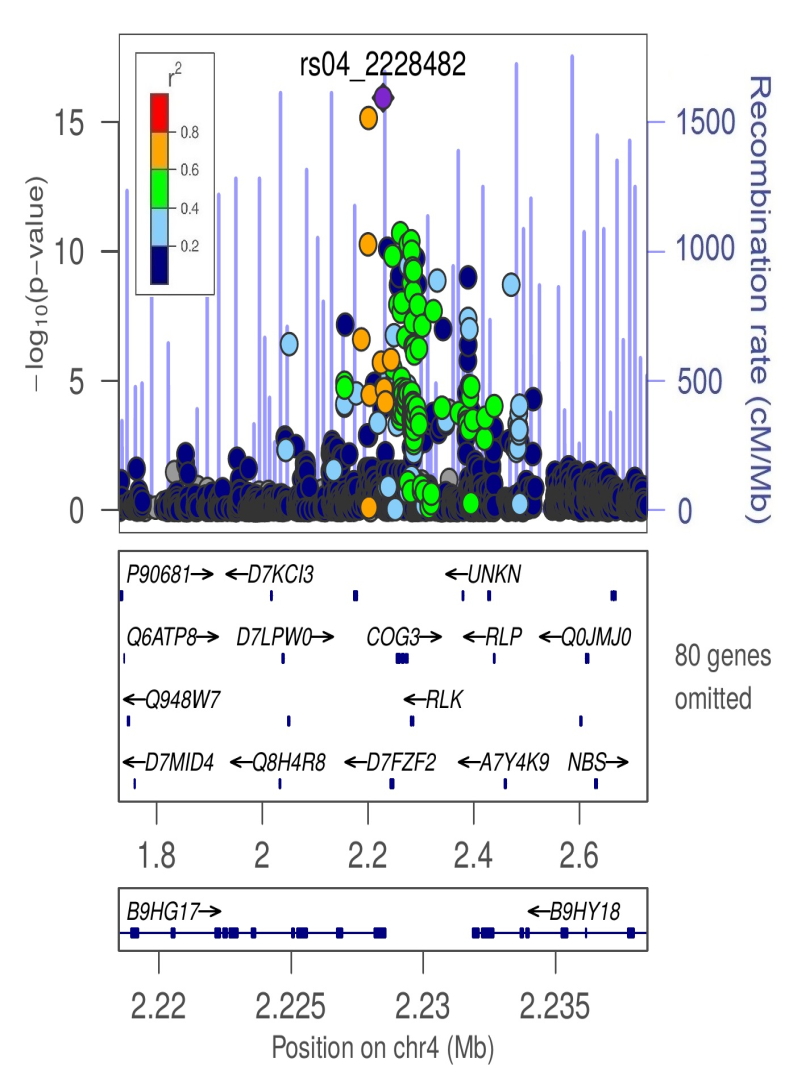 rs04_2228482
r2
0.8
0.6
0.4
0.2
15
10
5
0
−log10(p−value)
1500
1000
500
0
Recombination rate (cM/Mb)
P90681→ ←D7KCI3 ←UNKN
Q6ATP8→ D7LPW0→ COG3→ ←RLP ←Q0JMJ0
←Q948W7 ←RLK
←D7MID4 ←Q8H4R8 ←D7FZF2 ←A7Y4K9 NBS→
80 genes
omitted
1.8 2 2.2 2.4 2.6
B9HG17→ ←B9HY18
2.22 2.225 2.23 2.235
Position on chr4 (Mb)